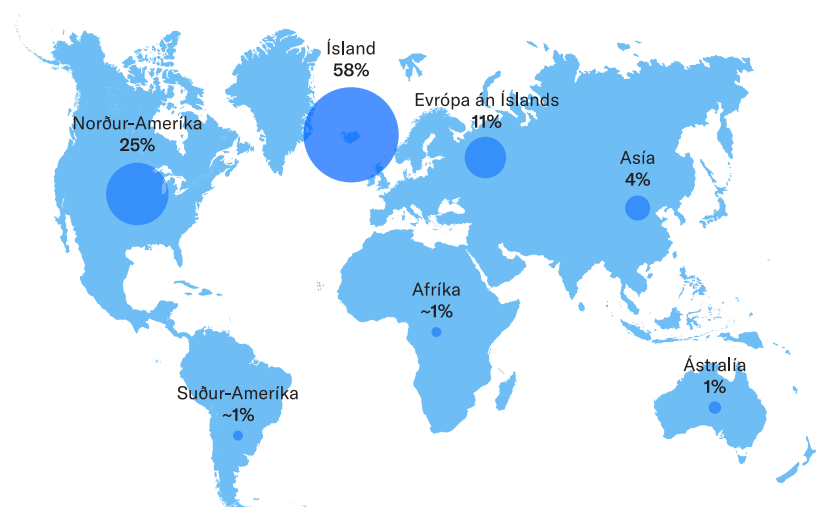 Ísland
58%
Evrópa án Íslands
11%
Norður-Ameríka
25%
Asía
4%
Afríka
~1%
Ástralía
1%
Suður-Ameríka
~1%